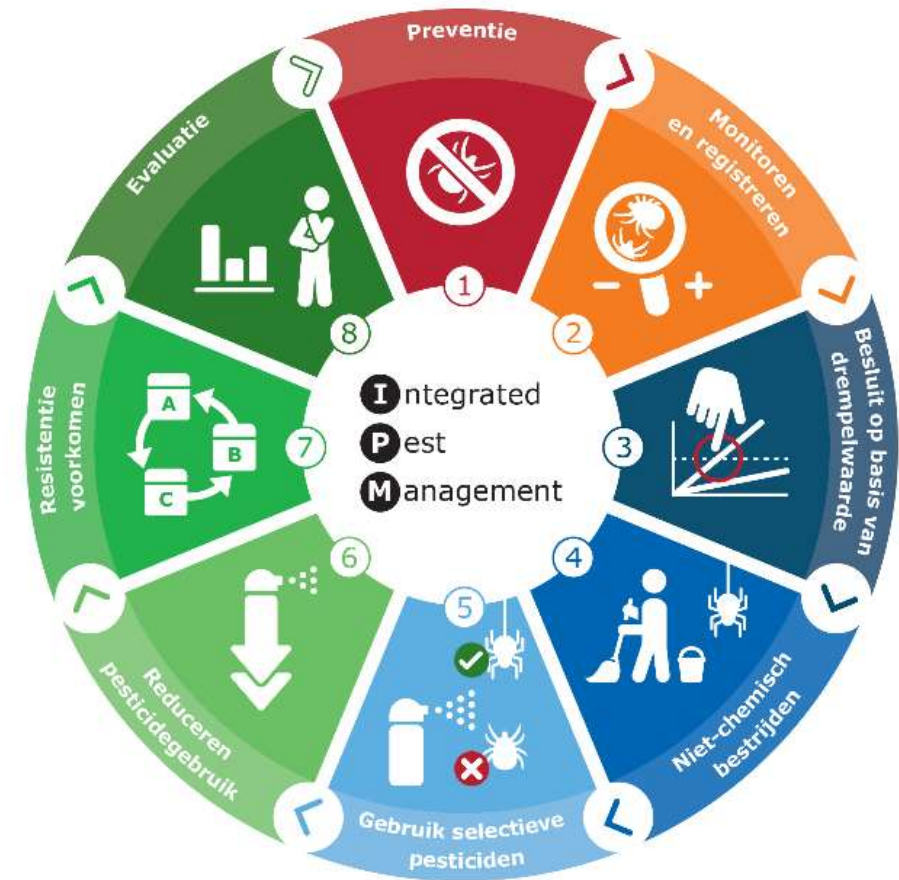 Preventie
1
Monitoren
en registreren
2
Besluit op basis van
drempelwaarde
3
Niet-chemisch
bestrijden
4
Gebruik selectieve
pesticiden
5
Reduceren
pesticidegebruik
6
Resistentie
voorkomen
7
A
B
C
Evaluatie
8
Integrated
Pest
Management